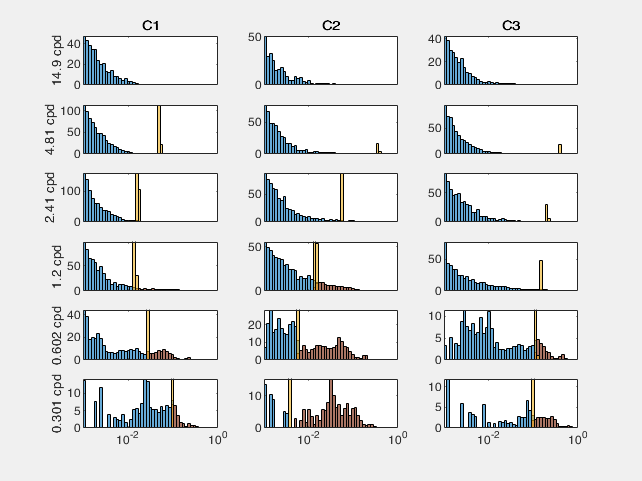 C1 C2 C3
14.9 cpd 40 20 0 50 0 40 20 0
4.81 cpd 100 50 0 50 0 50 0
2.41 cpd 100 0 50 0 50 0
1.2 cpd 50 0 50 0 50 0
0.602 cpd 40 20 0 20 10 0 10 5 0
0.301 cpd 10 5 0 10 0 10 5 0
10^-2 10^0 10^-2 10^0 10^-2 10^0